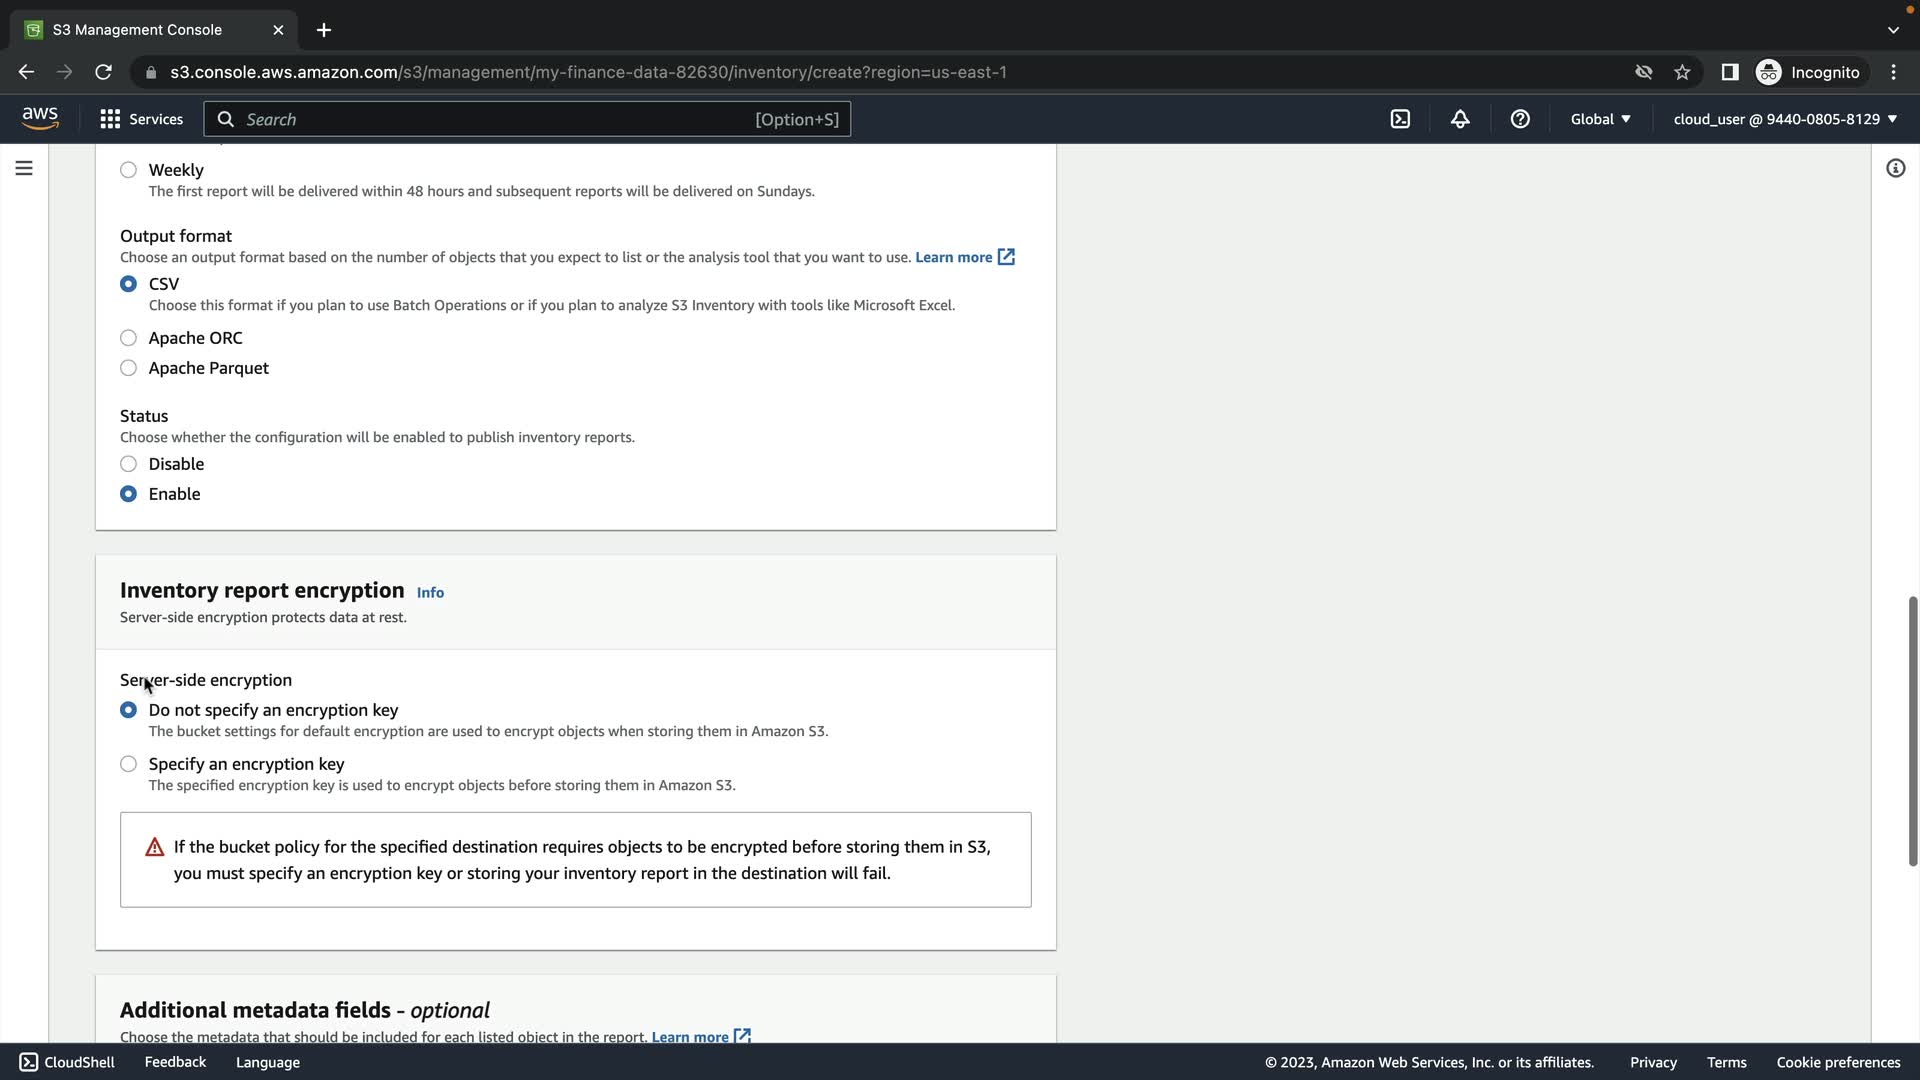 S3 Management Console
s3.console.aws.amazon.com/s3/management/my-finance-data-82630/inventory/create?region=us-east-1
Incognito
aws
Services
Search
[Option+S]
Global
cloud_user @ 9440-0805-8129
Weekly
The first report will be delivered within 48 hours and subsequent reports will be delivered on Sundays.
Output format
Choose an output format based on the number of objects that you expect to list or the analysis tool that you want to use. Learn more
CSV
Choose this format if you plan to use Batch Operations or if you plan to analyze S3 Inventory with tools like Microsoft Excel.
Apache ORC
Apache Parquet
Status
Choose whether the configuration will be enabled to publish inventory reports.
Disable
Enable
Inventory report encryption Info
Server-side encryption protects data at rest.
Server-side encryption
Do not specify an encryption key
The bucket settings for default encryption are used to encrypt objects when storing them in Amazon S3.
Specify an encryption key
The specified encryption key is used to encrypt objects before storing them in Amazon S3.
If the bucket policy for the specified destination requires objects to be encrypted before storing them in S3,
you must specify an encryption key or storing your inventory report in the destination will fail.
Additional metadata fields - optional
Choose the metadata that should be included for each listed object in the report. Learn more
CloudShell
Feedback
Language
© 2023, Amazon Web Services, Inc. or its affiliates.
Privacy
Terms
Cookie preferences